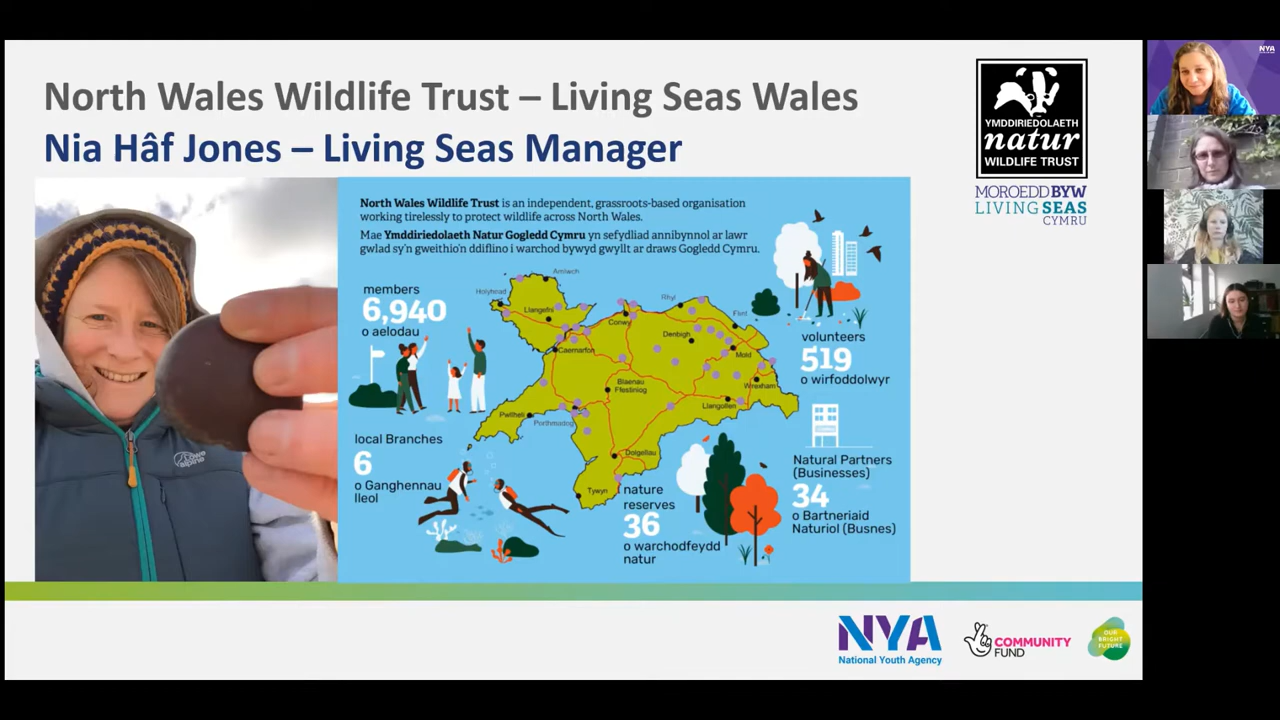 North Wales Wildlife Trust – Living Seas Wales
Nia Hâf Jones – Living Seas Manager
YMDDIRIEDOLAETH
natur
WILDLIFE TRUST
MOROEDD BYW
LIVING SEAS
CYMRU
NYA
lowe
alpine
North Wales Wildlife Trust is an independent, grassroots-based organisation
working tirelessly to protect wildlife across North Wales.
Mae Ymddiriedolaeth Natur Gogledd Cymru yn sefydliad annibynnol ar lawr
gwlad sy'n gweithio'n ddiflino i warchod bywyd gwyllt ar draws Gogledd Cymru.
members
6,940
o aelodau
Amlwch
Holyhead
Llangefni
Conwy
Rhyl
Flint
Denbigh
Caernarfon
Mold
Blaenau
Ffestiniog
Wrexham
Llangollen
Pwllheli
Porthmadog
Dolgellau
Tywyn
volunteers
519
o wirfoddolwyr
local Branches
6
o Ganghennau
lleol
nature
reserves
36
o warchodfeydd
natur
Natural Partners
(Businesses)
34
o Bartneriaid
Naturiol (Busnes)
NYA
National Youth Agency
COMMUNITY
FUND
OUR
BRIGHT
FUTURE